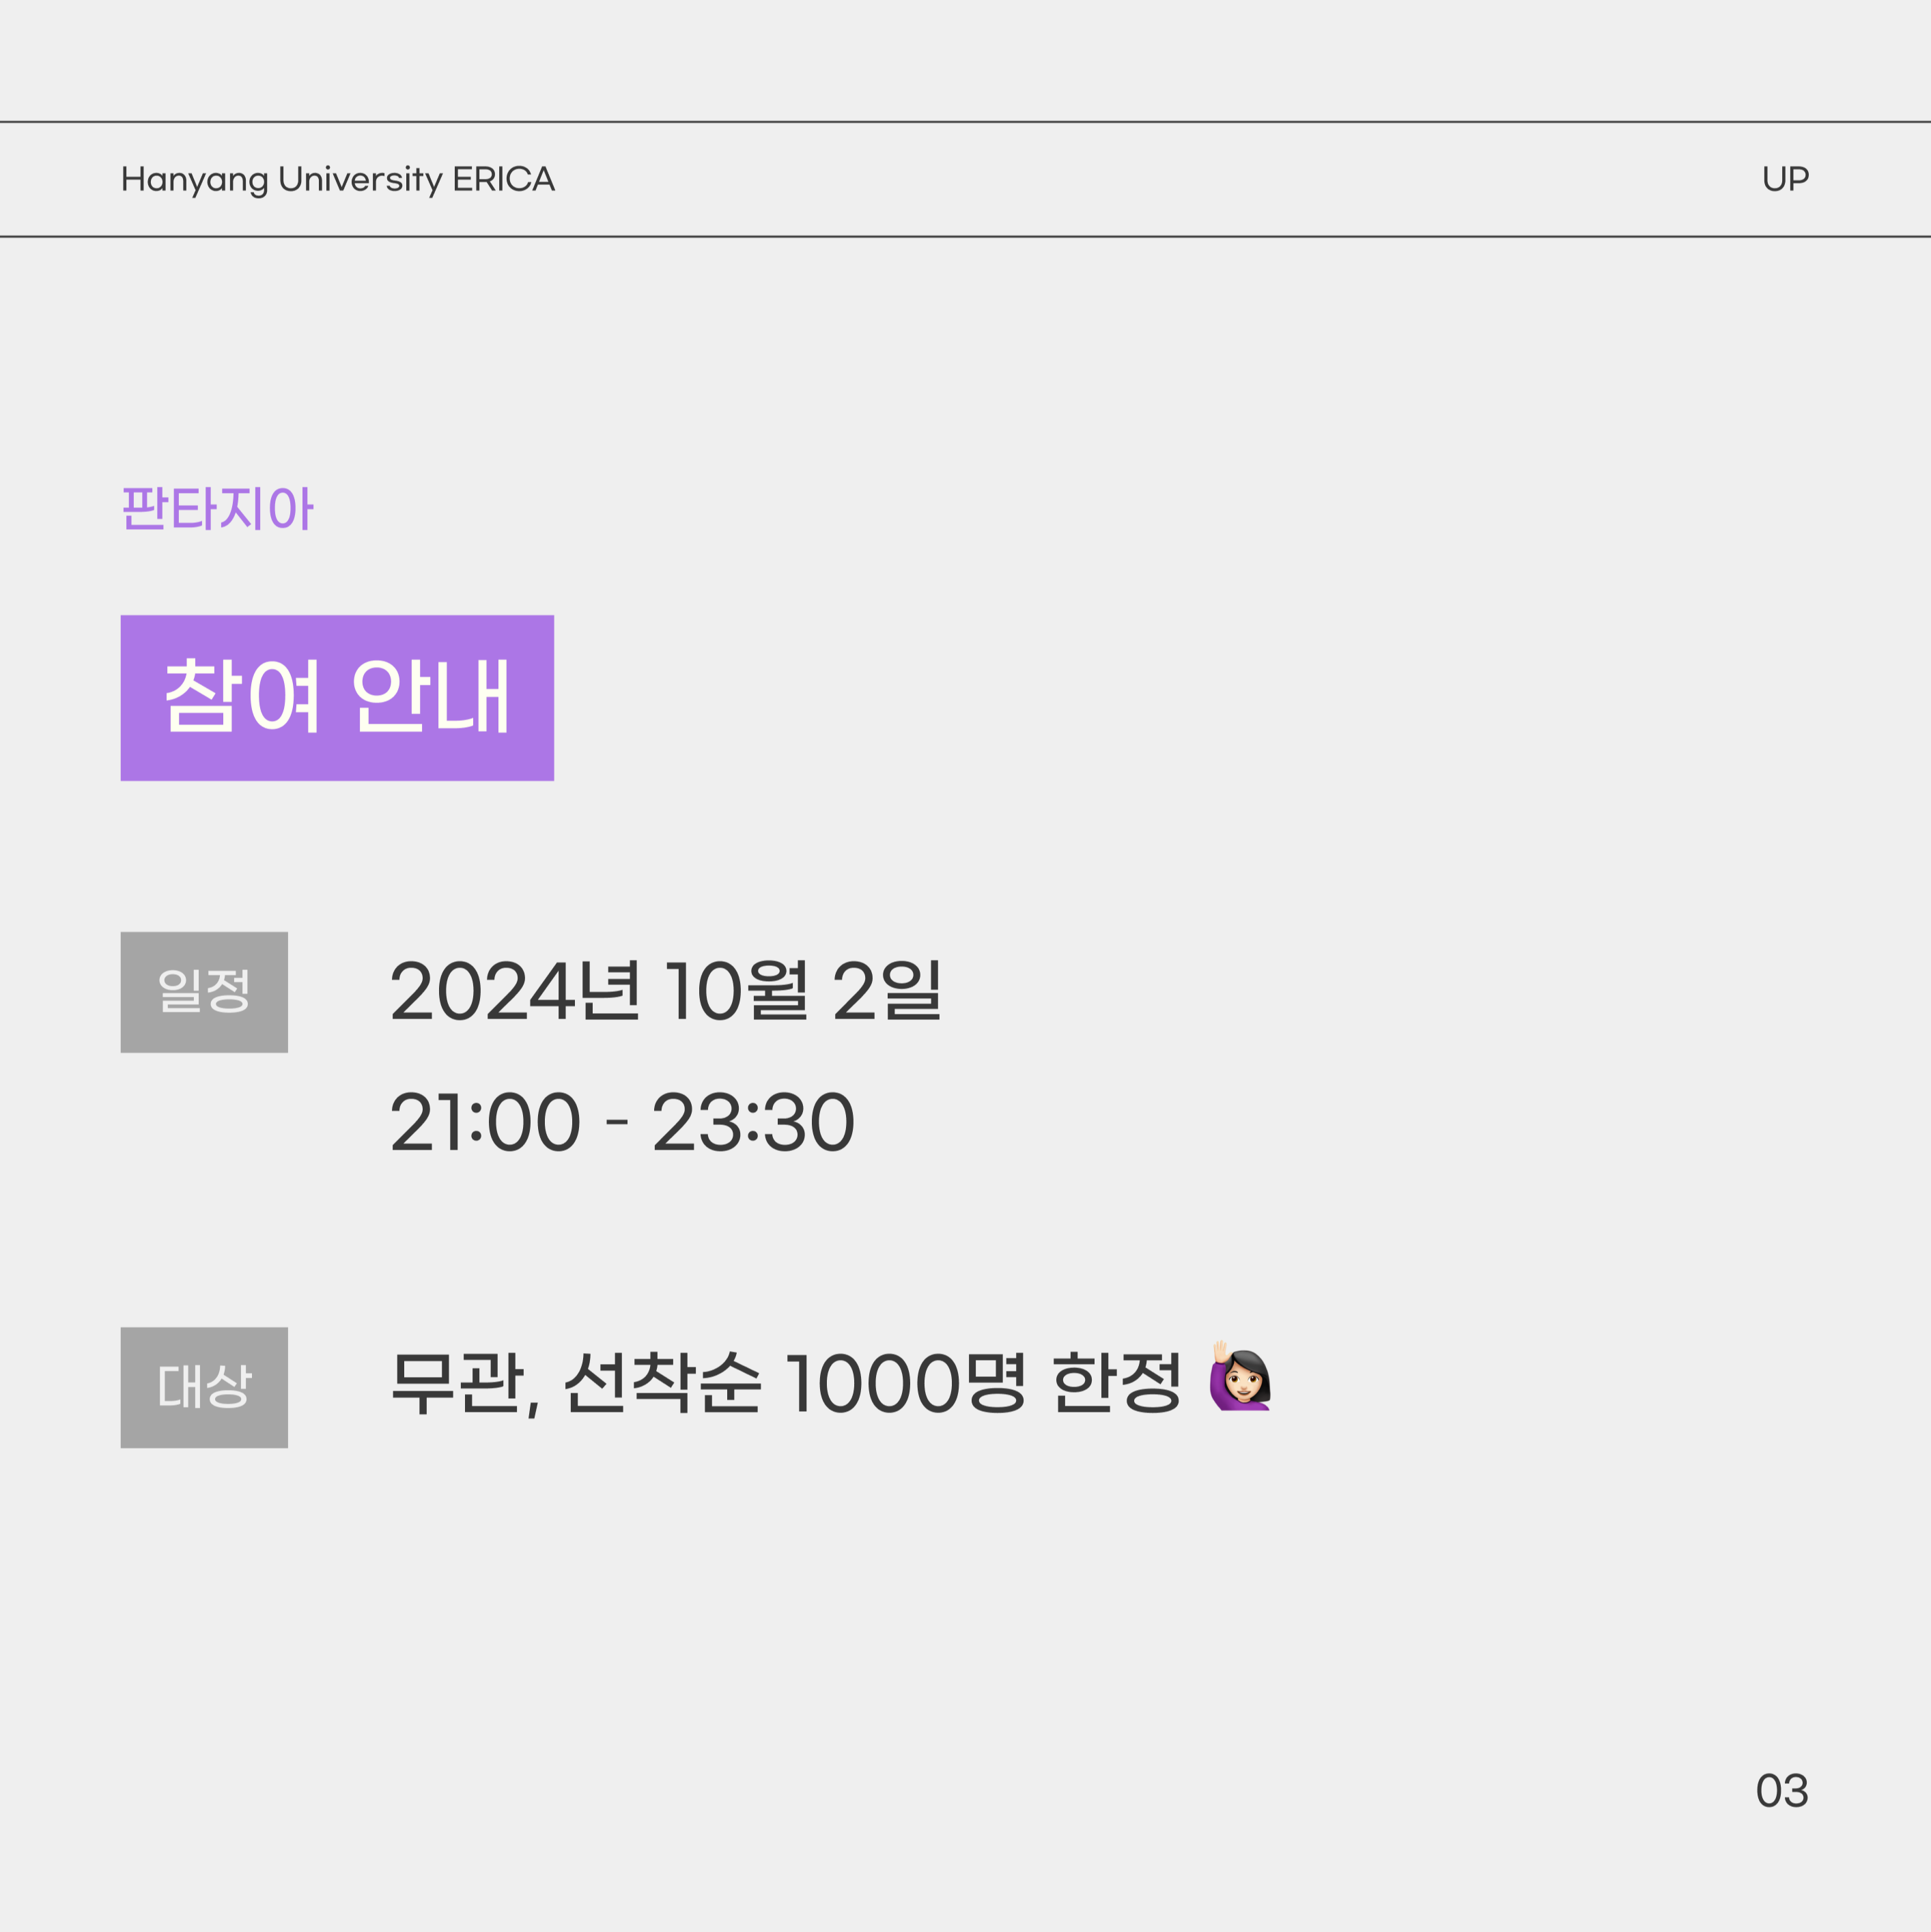 Hanyang University ERICA
UP
판타지아
참여 안내
일정
2024년 10월 2일
21:00 - 23:30
대상
무관, 선착순 1000명 한정 🙋🏻‍♀️
03